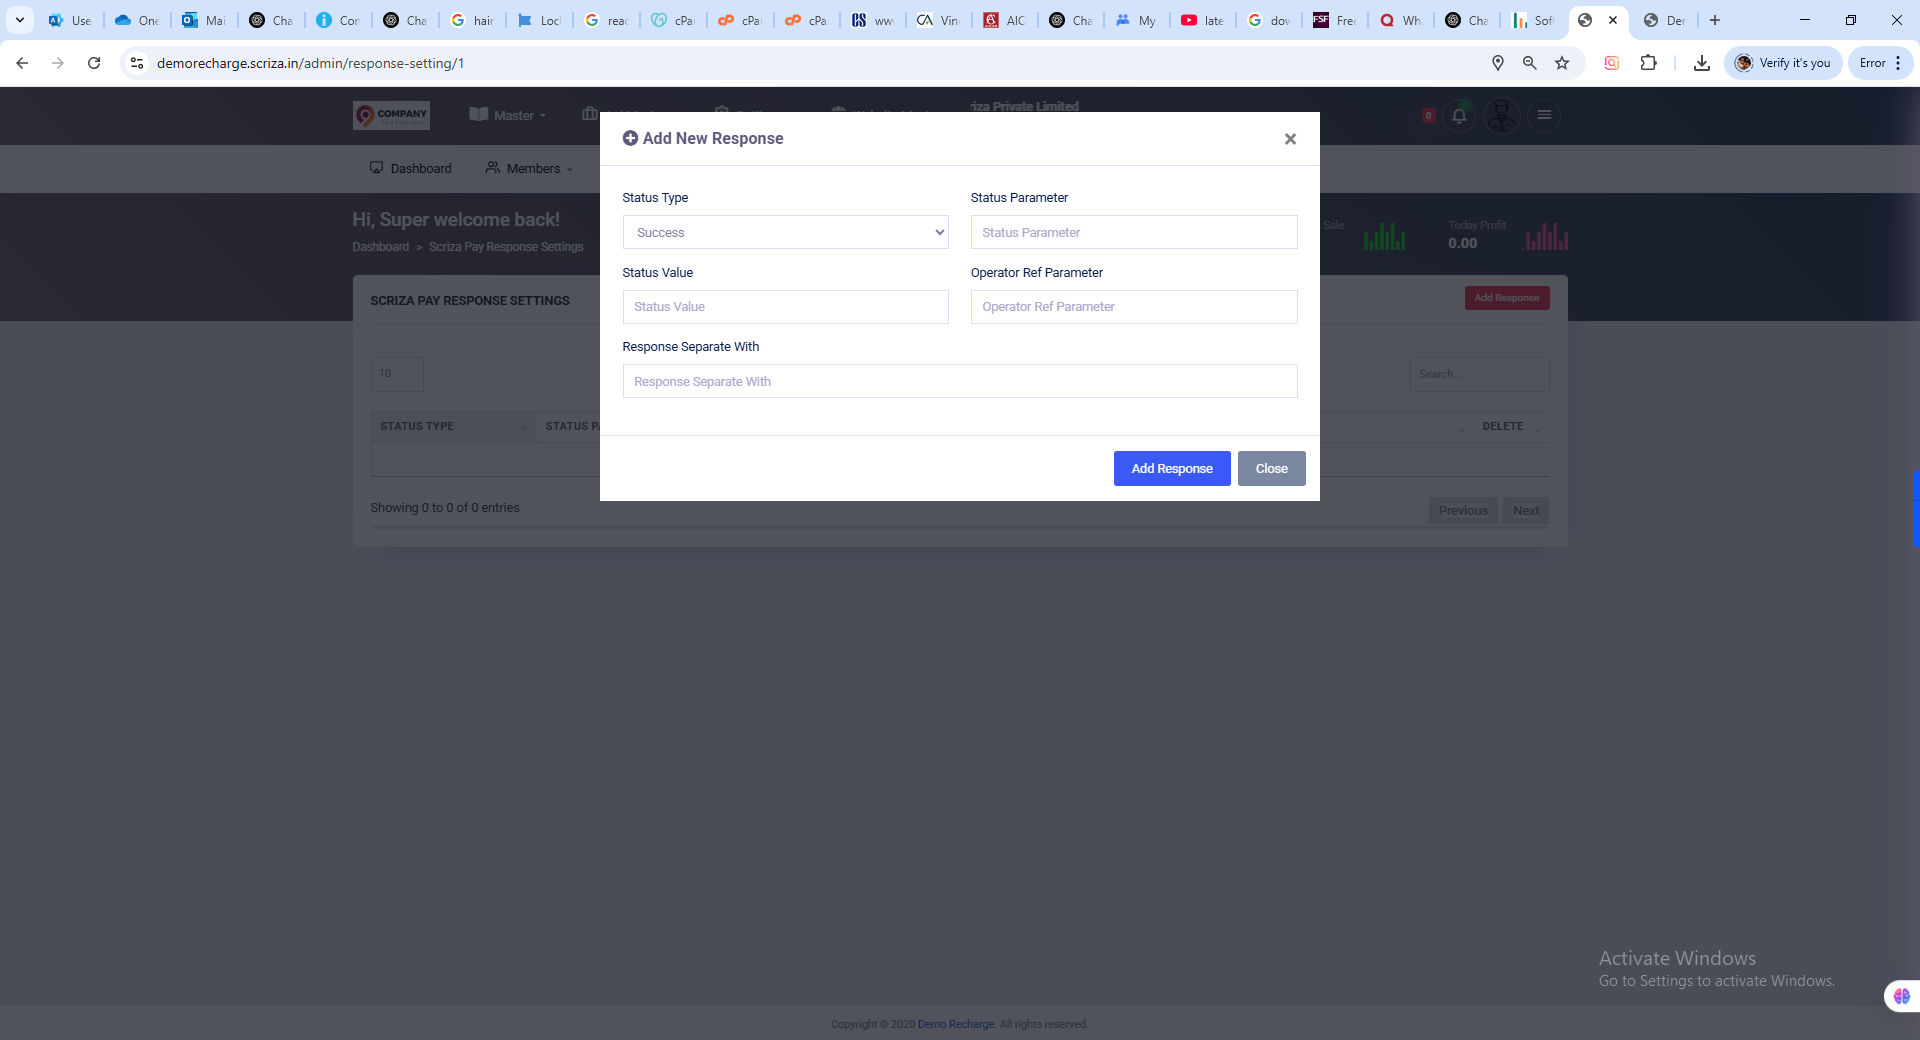 Use
One
Mai
Cha
Con
Cha
hair
Loc
read
cPa
cPa
cPa
ww
Vin
AIC
Cha
My
late
dow
Free
Wh
Cha
Sof
Der
demorecharge.scriza.in/admin/response-setting/1
Verify it's you
Error
COMPANY
Master
riza Private Limited
0
Dashboard
Members
Hi, Super welcome back!
Dashboard > Scriza Pay Response Settings
Sale
Today Profit
0.00
SCRIZA PAY RESPONSE SETTINGS
Add Response
10
Search...
STATUS TYPE
STATUS PA
DELETE
Showing 0 to 0 of 0 entries
Previous
Next
Add New Response
×
Status Type
Status Parameter
Success
Status Parameter
Status Value
Operator Ref Parameter
Status Value
Operator Ref Parameter
Response Separate With
Response Separate With
Add Response
Close
Activate Windows
Go to Settings to activate Windows.
Copyright © 2020 Demo Recharge. All rights reserved.